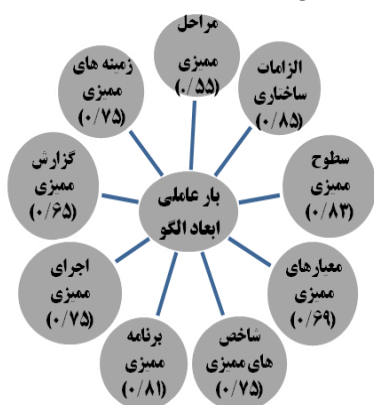 مراحل
ممیزی
(۰/۵۵)
الزامات
ساختاری
(۰/۸۵)
سطوح
ممیزی
(۰/۸۳)
معیارهای
ممیزی
(۰/۶۹)
شاخص
های ممیزی
(۰/۷۵)
برنامه
ممیزی
(۰/۸۱)
اجرای
ممیزی
(۰/۷۵)
گزارش
ممیزی
(۰/۶۵)
زمینه های
ممیزی
(۰/۷۵)
بار عاملی
ابعاد الگو